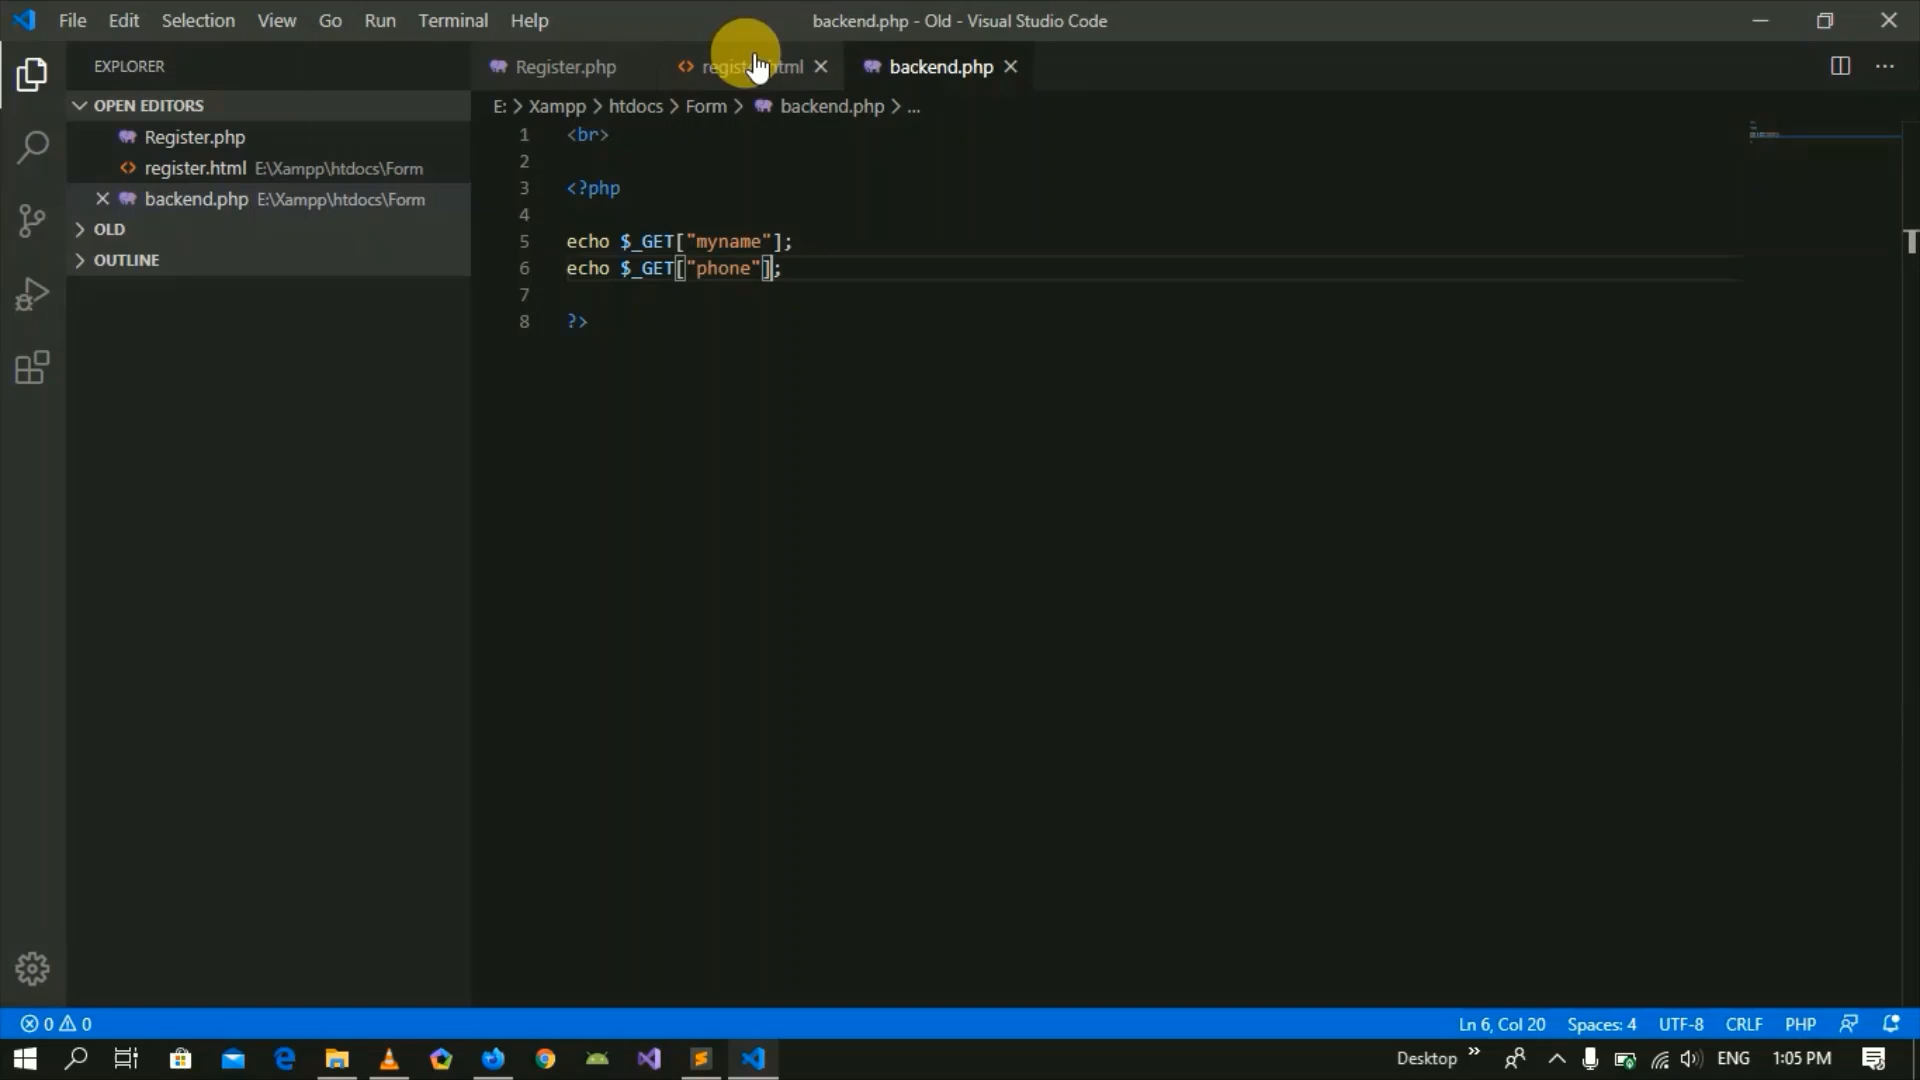 File Edit Selection View Go Run Terminal Help
backend.php - Old - Visual Studio Code
EXPLORER
Register.php
backend.php
OPEN EDITORS
Register.php
register.html E:\Xampp\htdocs\Form
backend.php E:\Xampp\htdocs\Form
OLD
OUTLINE
E: > Xampp > htdocs > Form > backend.php > ...
1 <br>
2
3 <?php
4
5 echo $_GET["myname"];
6 echo $_GET["phone"];
7
8 ?>
0 0
Ln 6, Col 20 Spaces: 4 UTF-8 CRLF PHP
Desktop » ENG 1:05 PM